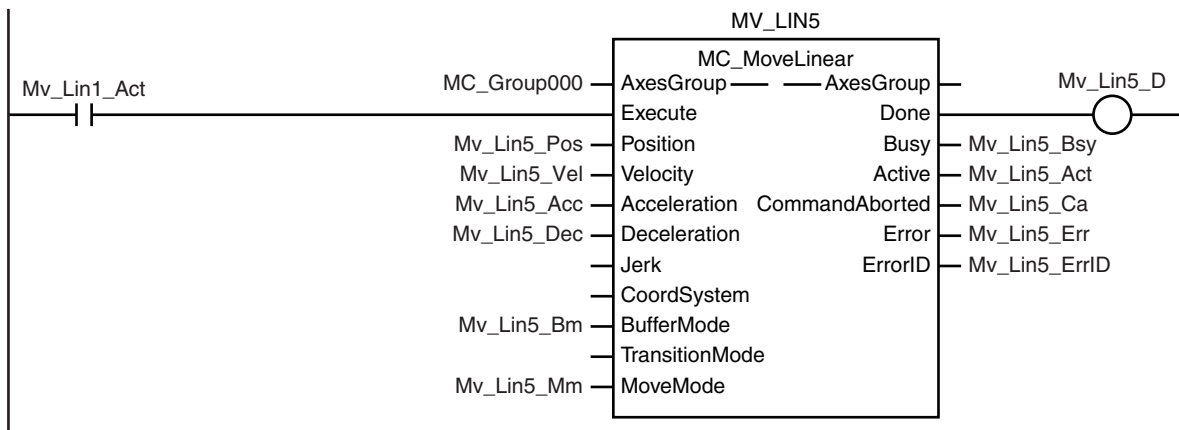 MV_LIN5
MC_MoveLinear
Mv_Lin1_Act
MC_Group000 AxesGroup AxesGroup Mv_Lin5_D
Execute Done
Mv_Lin5_Pos Position Busy Mv_Lin5_Bsy
Mv_Lin5_Vel Velocity Active Mv_Lin5_Act
Mv_Lin5_Acc Acceleration CommandAborted Mv_Lin5_Ca
Mv_Lin5_Dec Deceleration Error Mv_Lin5_Err
Jerk ErrorID Mv_Lin5_ErrID
CoordSystem
Mv_Lin5_Bm BufferMode
TransitionMode
Mv_Lin5_Mm MoveMode